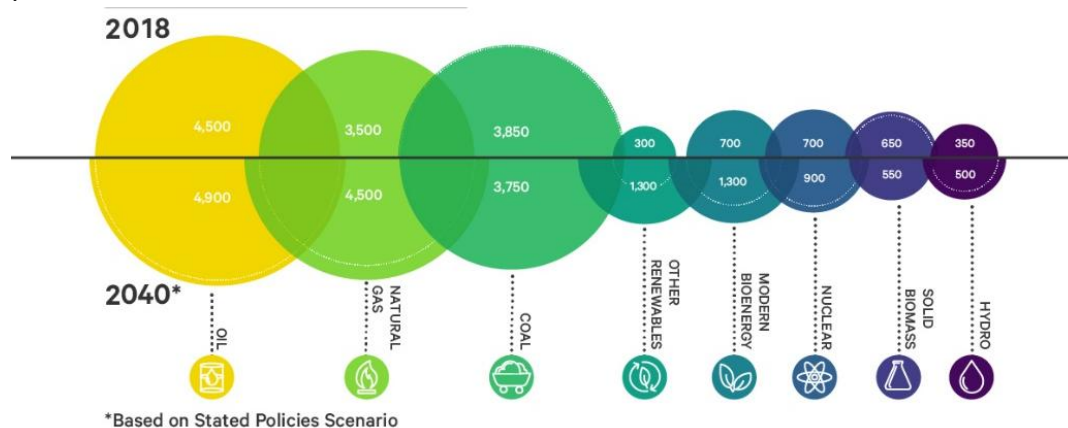 2018
4,500
3,500
3,850
300
700
700
650
350
4,900
4,500
3,750
1,300
1,300
900
550
500
2040*
OIL
NATURAL
GAS
COAL
OTHER
RENEWABLES
MODERN
BIOENERGY
NUCLEAR
SOLID
BIOMASS
HYDRO
*Based on Stated Policies Scenario